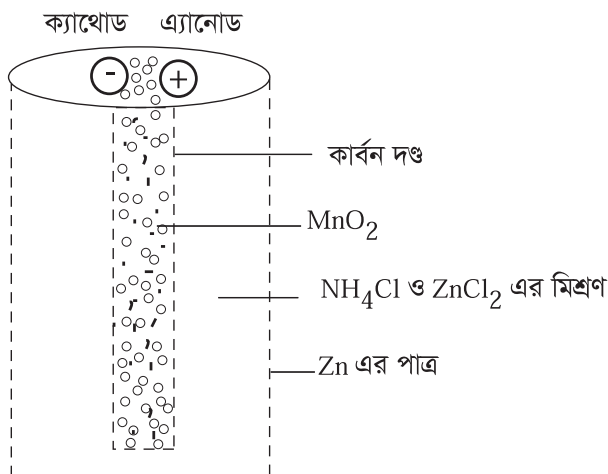 ক্যাথোড এ্যানোড
- +
কার্বন দণ্ড
MnO₂
NH₄Cl ও ZnCl₂ এর মিশ্রণ
Zn এর পাত্র